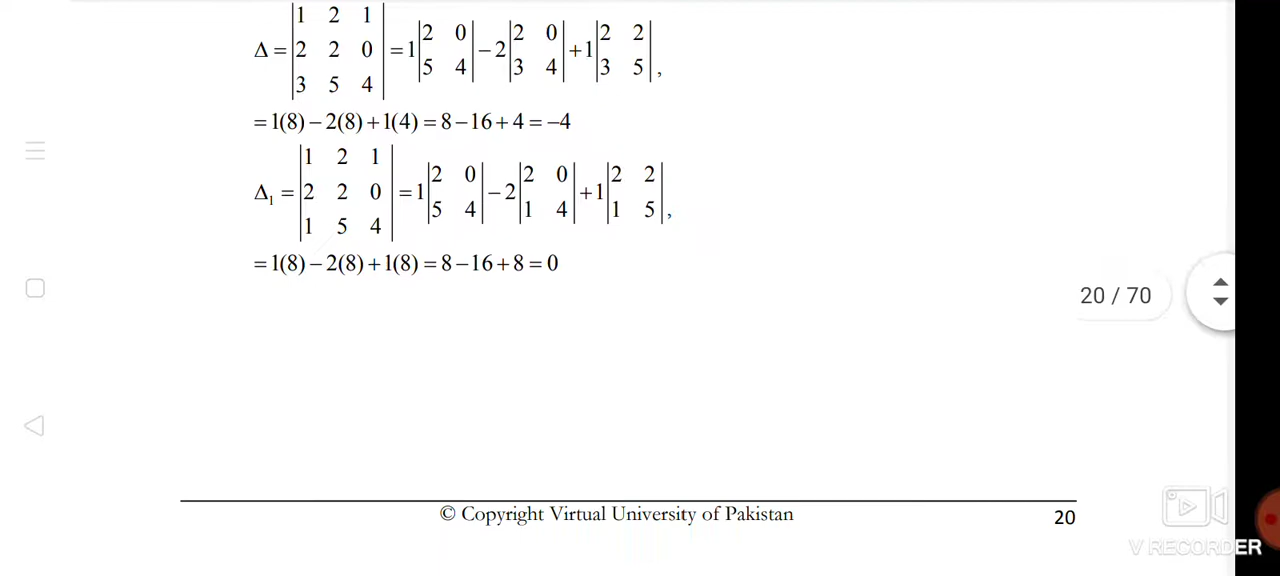 Δ = |1 2 1; 2 2 0; 3 5 4| = 1|2 0; 5 4| − 2|2 0; 3 4| + 1|2 2; 3 5|,
= 1(8) − 2(8) + 1(4) = 8 − 16 + 4 = −4
Δ₁ = |1 2 1; 2 2 0; 1 5 4| = 1|2 0; 5 4| − 2|2 0; 1 4| + 1|2 2; 1 5|,
= 1(8) − 2(8) + 1(8) = 8 − 16 + 8 = 0
20 / 70
© Copyright Virtual University of Pakistan
20
V RECORDER